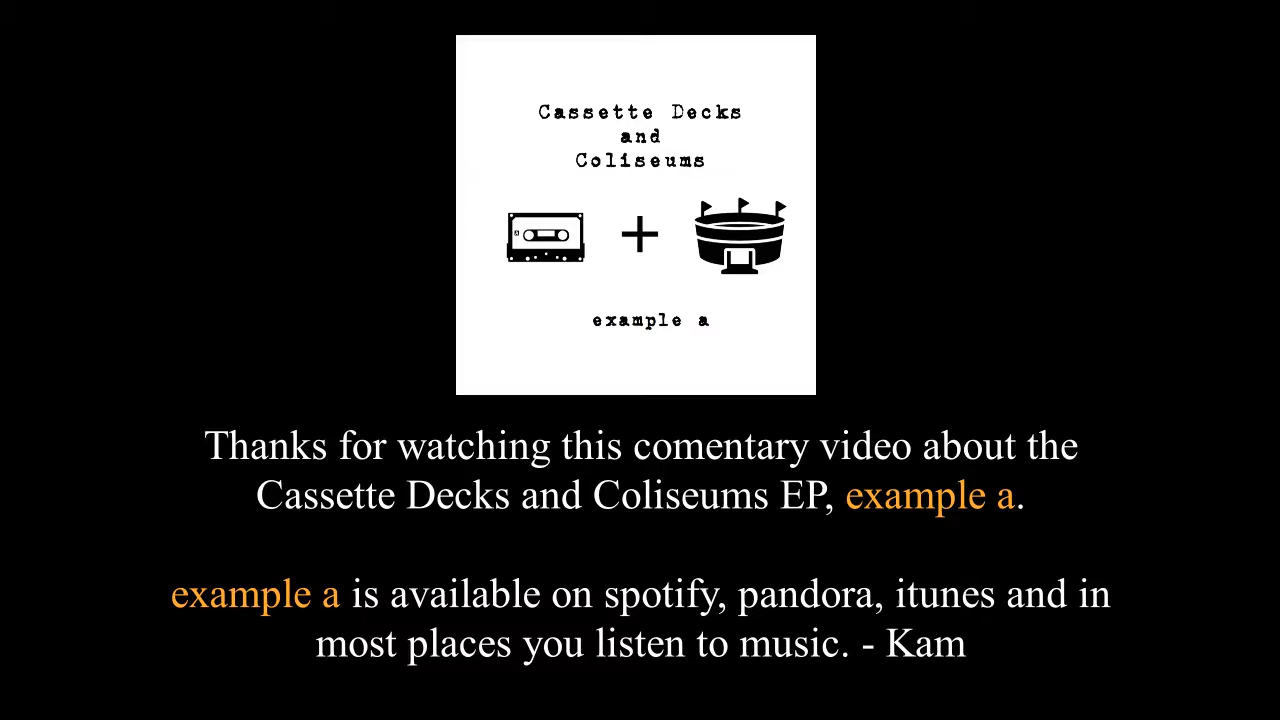 Cassette Decks
and
Coliseums
A
+
example a
Thanks for watching this comentary video about the
Cassette Decks and Coliseums EP, example a.
example a is available on spotify, pandora, itunes and in
most places you listen to music. - Kam